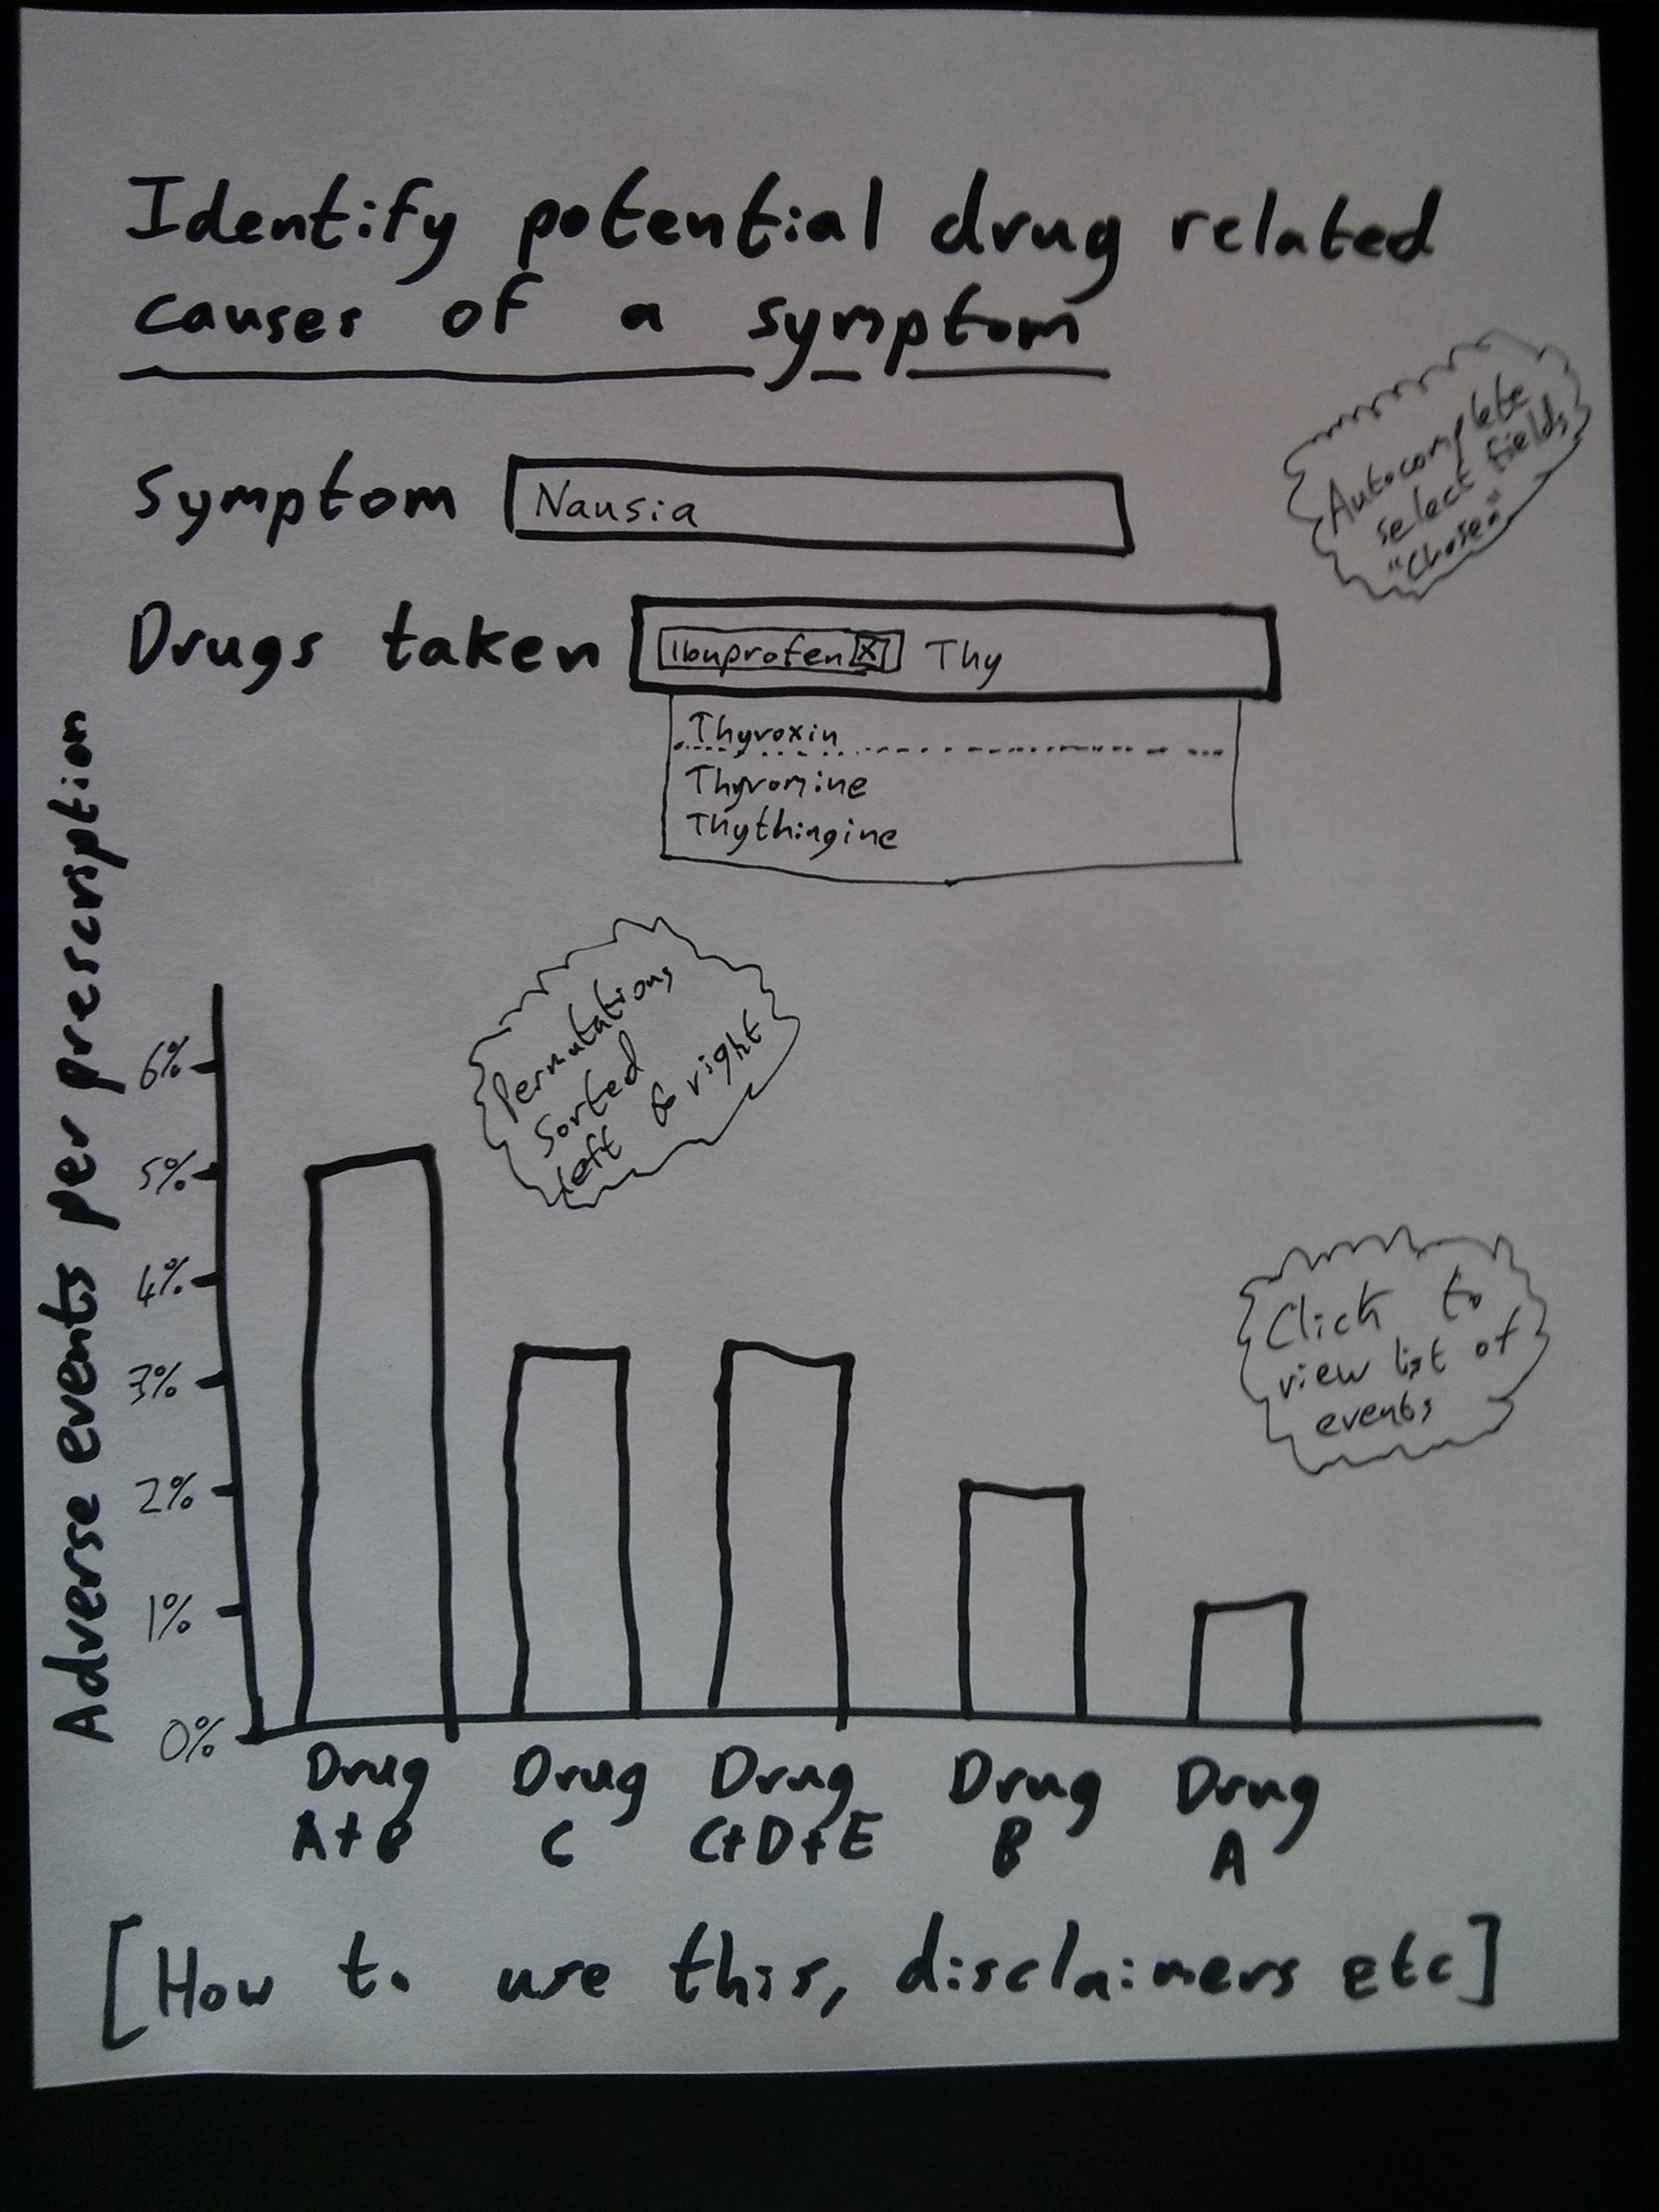 Identify potential drug related
causes of a symptom
Autocomplete
select fields
"Chosen"
Symptom
Nausia
Drugs taken
Ibuprofen X Thy
Thyroxin
Thyromine
Thythingine
Adverse events per prescription
Permutations
Sorted
left to right
6%
5%
4%
3%
2%
1%
0%
Click to
view list of
events
Drug
A+B
Drug
C
Drug
C+D+E
Drug
B
Drug
A
[How to use this, disclaimers etc]